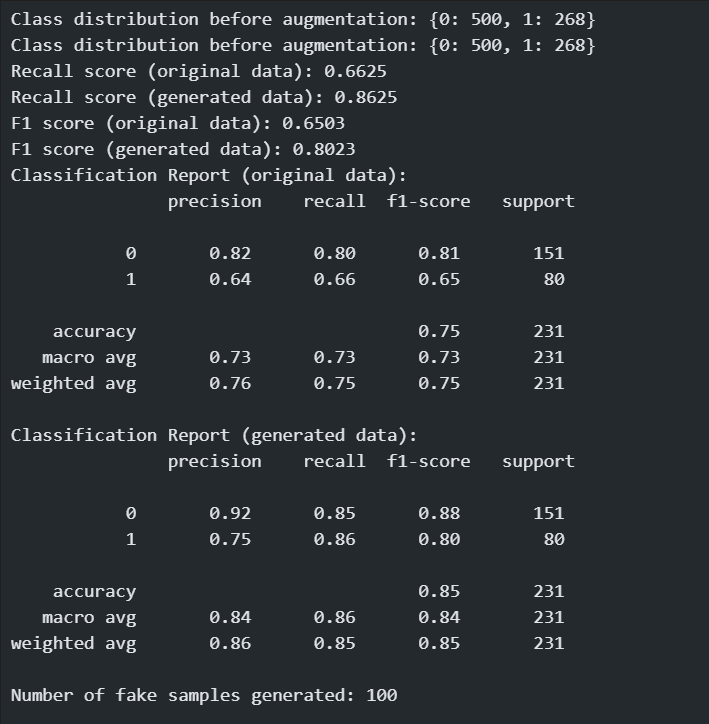 Class distribution before augmentation: {0: 500, 1: 268}
Class distribution before augmentation: {0: 500, 1: 268}
Recall score (original data): 0.6625
Recall score (generated data): 0.8625
F1 score (original data): 0.6503
F1 score (generated data): 0.8023
Classification Report (original data):
precision recall f1-score support
0 0.82 0.80 0.81 151
1 0.64 0.66 0.65 80
accuracy 0.75 231
macro avg 0.73 0.73 0.73 231
weighted avg 0.76 0.75 0.75 231
Classification Report (generated data):
precision recall f1-score support
0 0.92 0.85 0.88 151
1 0.75 0.86 0.80 80
accuracy 0.85 231
macro avg 0.84 0.86 0.84 231
weighted avg 0.86 0.85 0.85 231
Number of fake samples generated: 100